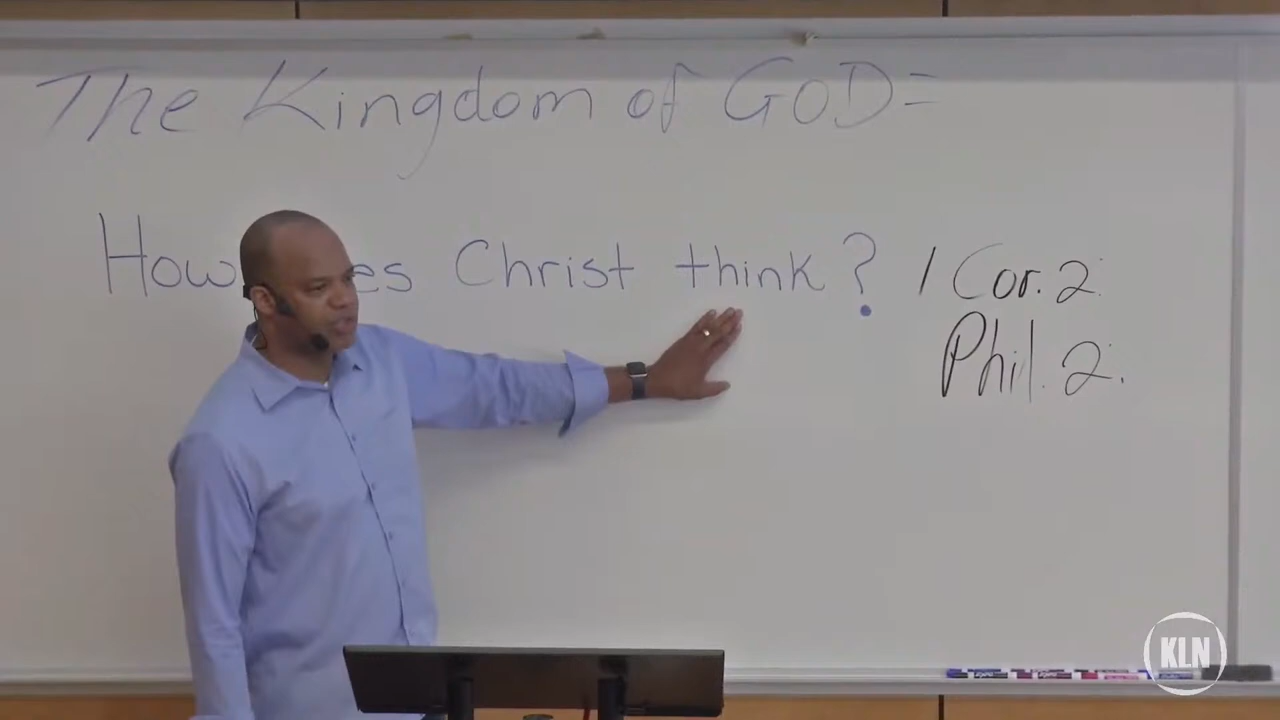 The Kingdom of GOD=
How es Christ think? 1 Cor. 2.
Phil. 2.
KLN